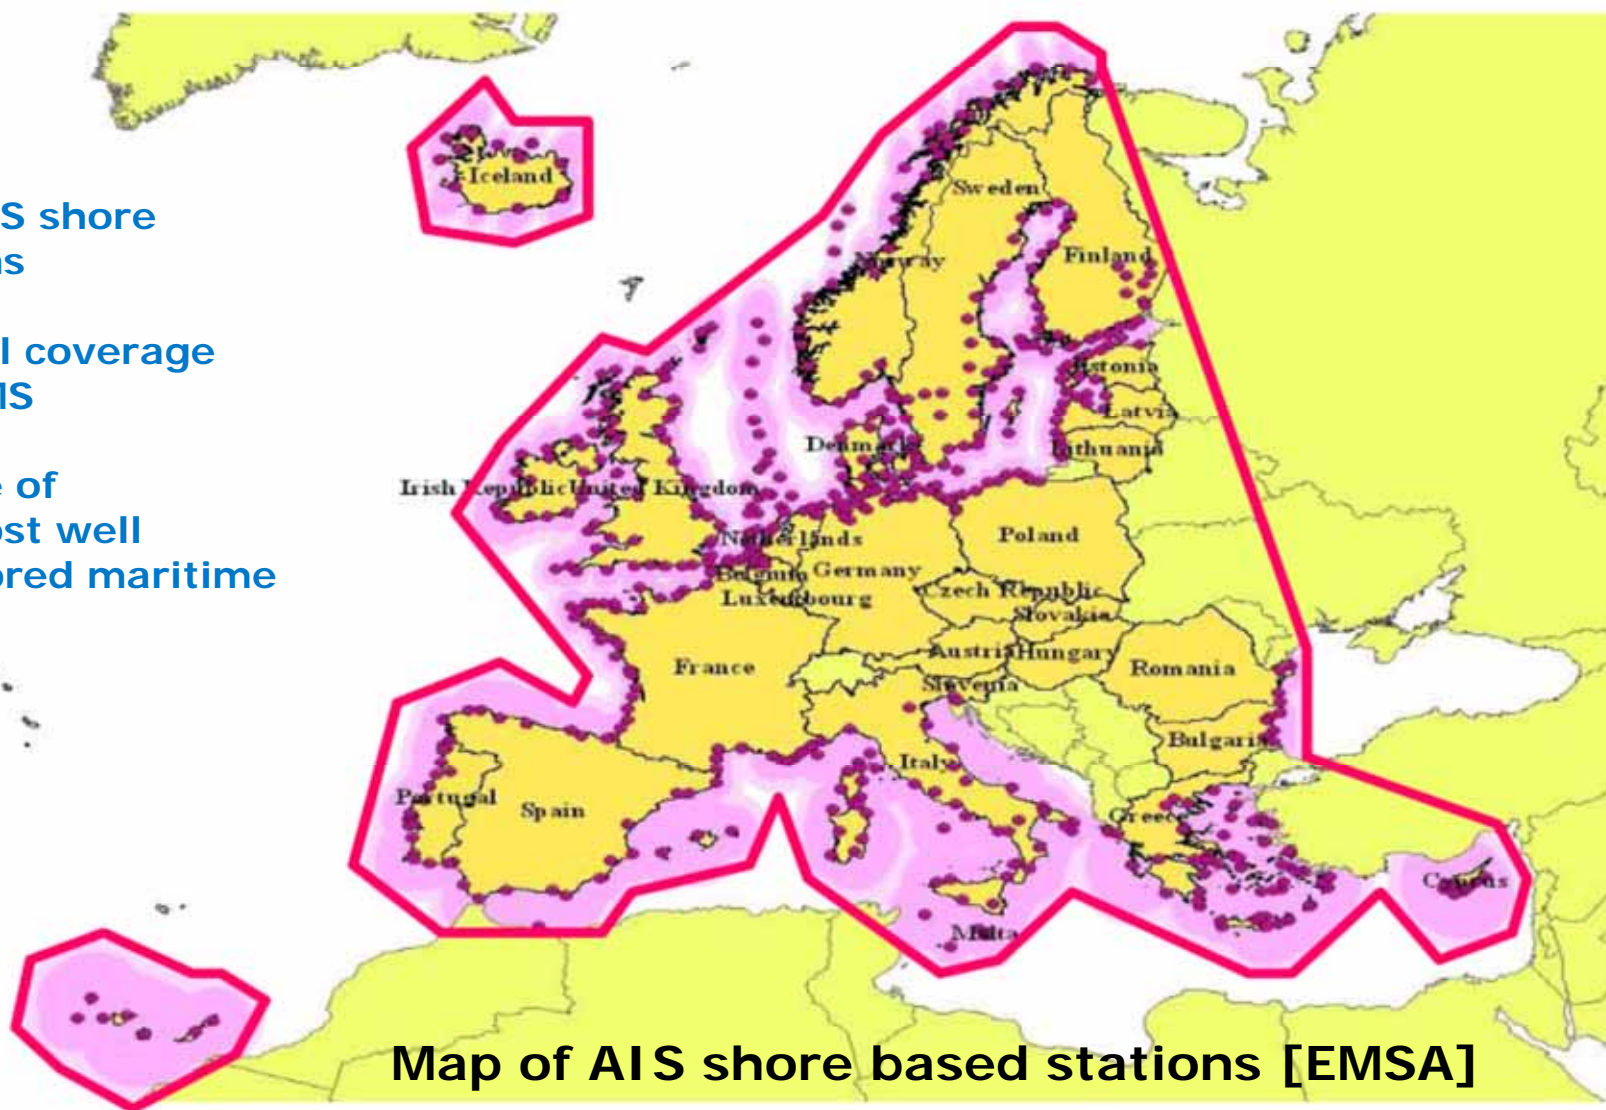 S shore
s
l coverage
IS
e of
ost well
ored maritime
Iceland
Sweden
Norway
Finland
Estonia
Latvia
Denmark
Lithuania
Irish Republic
United Kingdom
Netherlands
Poland
Belgium
Germany
Luxembourg
Czech Republic
Slovakia
Austria
Hungary
France
Romania
Slovenia
Bulgaria
Italy
Portugal
Spain
Greece
Cyprus
Malta
Map of AIS shore based stations [EMSA]